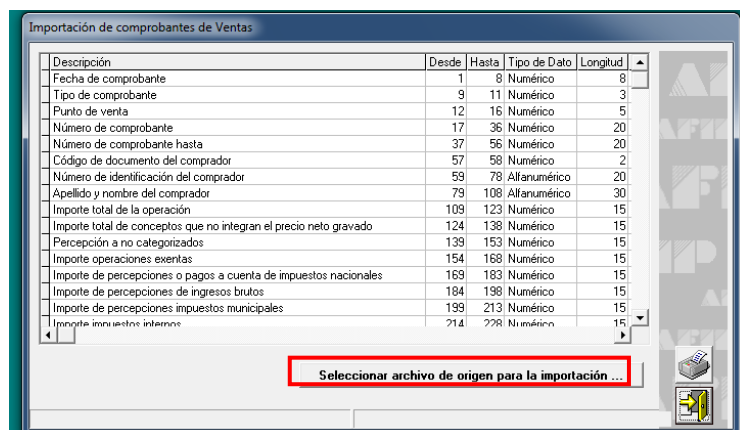 Importación de comprobantes de Ventas
Descripción Desde Hasta Tipo de Dato Longitud
Fecha de comprobante 1 8 Numérico 8
Tipo de comprobante 9 11 Numérico 3
Punto de venta 12 16 Numérico 5
Número de comprobante 17 36 Numérico 20
Número de comprobante hasta 37 56 Numérico 20
Código de documento del comprador 57 58 Numérico 2
Número de identificación del comprador 59 78 Alfanumérico 20
Apellido y nombre del comprador 79 108 Alfanumérico 30
Importe total de la operación 109 123 Numérico 15
Importe total de conceptos que no integran el precio neto gravado 124 138 Numérico 15
Percepción a no categorizados 139 153 Numérico 15
Importe operaciones exentas 154 168 Numérico 15
Importe de percepciones o pagos a cuenta de impuestos nacionales 169 183 Numérico 15
Importe de percepciones de ingresos brutos 184 198 Numérico 15
Importe de percepciones impuestos municipales 199 213 Numérico 15
Importe impuestos internos 214 228 Numérico 15
Seleccionar archivo de origen para la importación ...